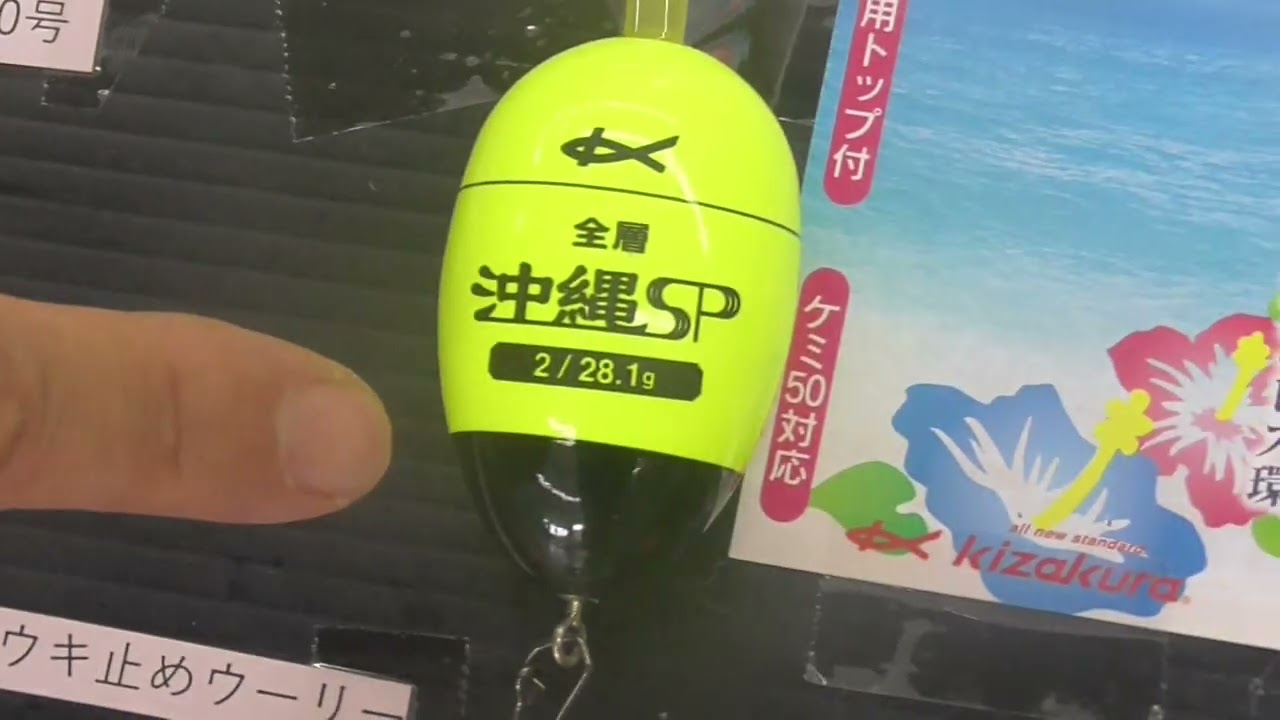 0号
全層
沖縄SP
2 / 28.1g
用トップ付
ケミ50対応
環
all new standard.
kizakura
ウキ止めウーリー